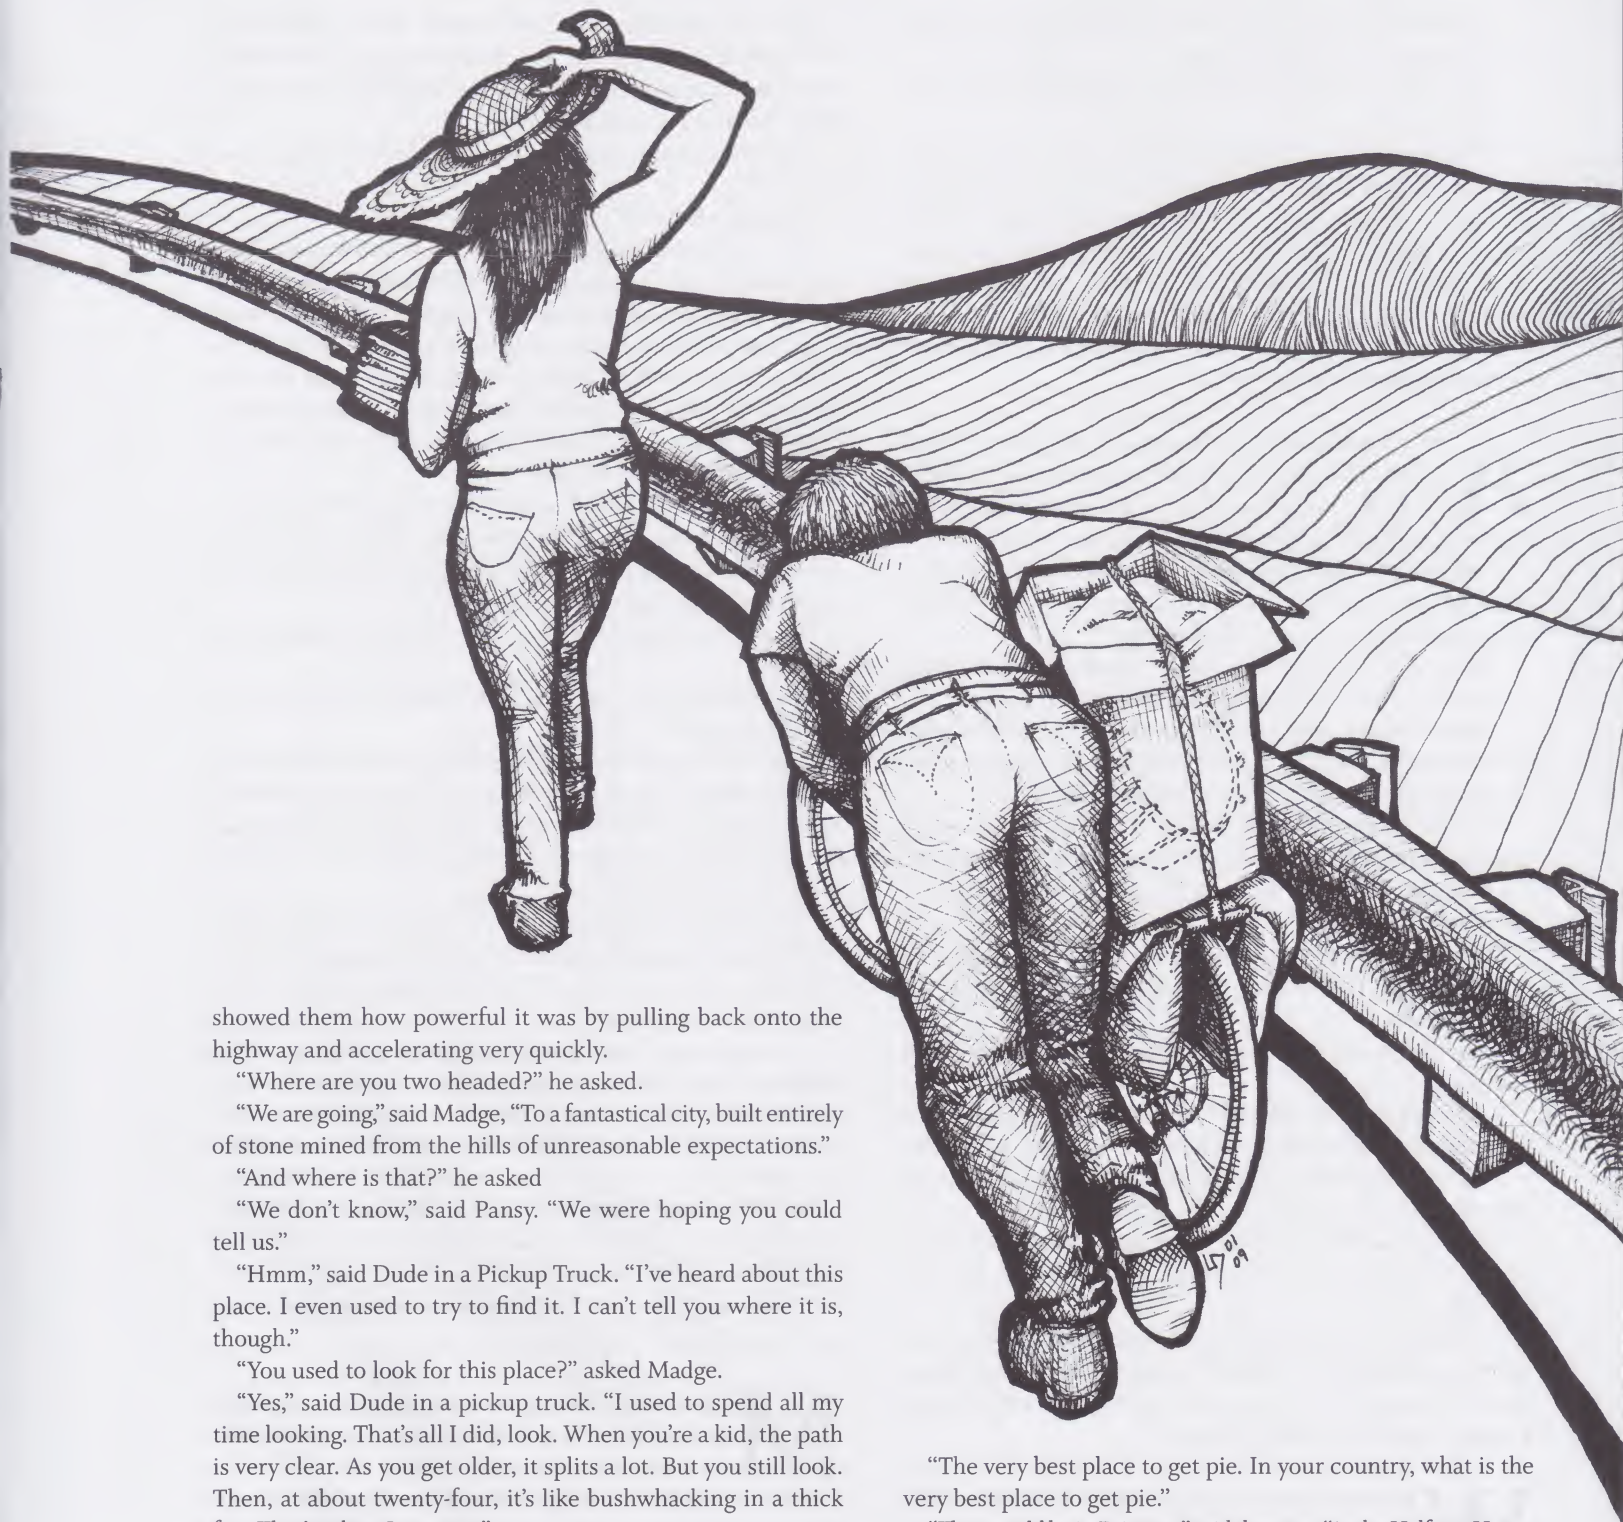 showed them how powerful it was by pulling back onto the
highway and accelerating very quickly.
“Where are you two headed?” he asked.
“We are going,” said Madge, “To a fantastical city, built entirely
of stone mined from the hills of unreasonable expectations.”
“And where is that?” he asked
“We don’t know,” said Pansy. “We were hoping you could
tell us.”
“Hmm,” said Dude in a Pickup Truck. “I’ve heard about this
place. I even used to try to find it. I can’t tell you where it is,
though.”
“You used to look for this place?” asked Madge.
“Yes,” said Dude in a pickup truck. “I used to spend all my
time looking. That’s all I did, look. When you’re a kid, the path
is very clear. As you get older, it splits a lot. But you still look.
Then, at about twenty-four, it’s like bushwhacking in a thick
01
09
“The very best place to get pie. In your country, what is the
very best place to get pie.”